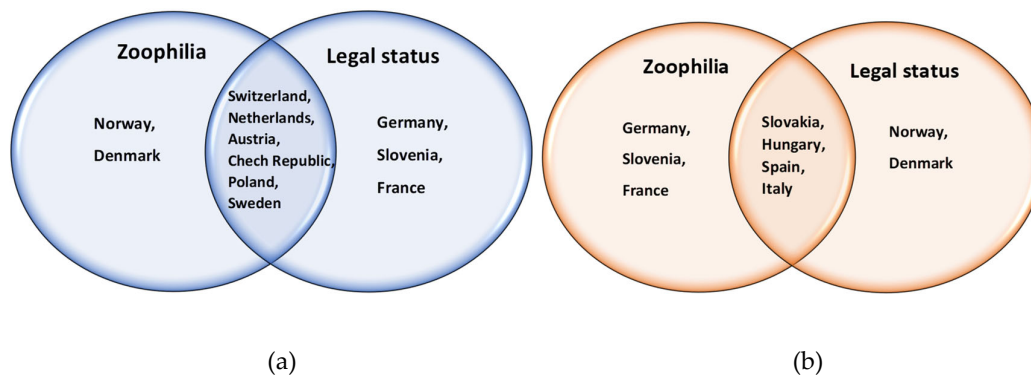 Zoophilia
Legal status
Norway,
Denmark
Switzerland,
Netherlands,
Austria,
Chech Republic,
Poland,
Sweden
Germany,
Slovenia,
France
(a)
Zoophilia
Legal status
Germany,
Slovenia,
France
Slovakia,
Hungary,
Spain,
Italy
Norway,
Denmark
(b)